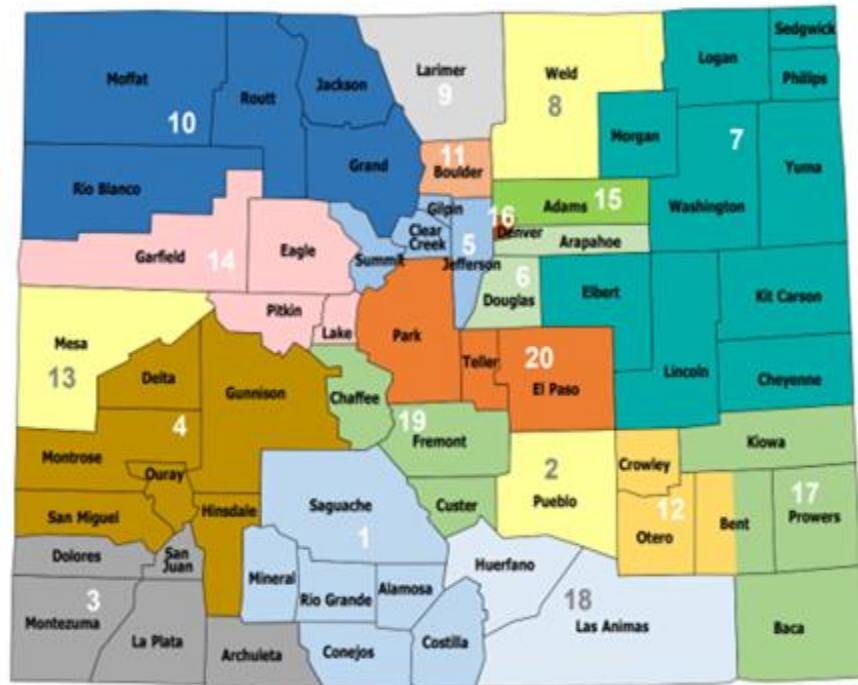 Sedgwick
Logan
Moffat
Jackson
Larimer
Weld
Phillips
Routt
9
8
10
Morgan
7
Grand
11
Boulder
Yuma
Rio Blanco
Washington
Gilpin
Adams 15
16
Denver
Clear
Creek
5
Arapahoe
Eagle
Garfield 14
Summit
Jefferson
6
Elbert
Kit Carson
Pitkin
Douglas
Lake
Park
Mesa
Teller
20
13
Delta
Gunnison
El Paso
Lincoln
Cheyenne
Chaffee
4
19
Fremont
Kiowa
Montrose
Ouray
2
Crowley
Saguache
17
San Miguel
Hinsdale
Custer
Pueblo
12
Bent
Prowers
1
Otero
Dolores
San
Juan
Mineral
Huerfano
Alamosa
Rio Grande
3
18
Montezuma
La Plata
Las Animas
Baca
Archuleta
Conejos
Costilla